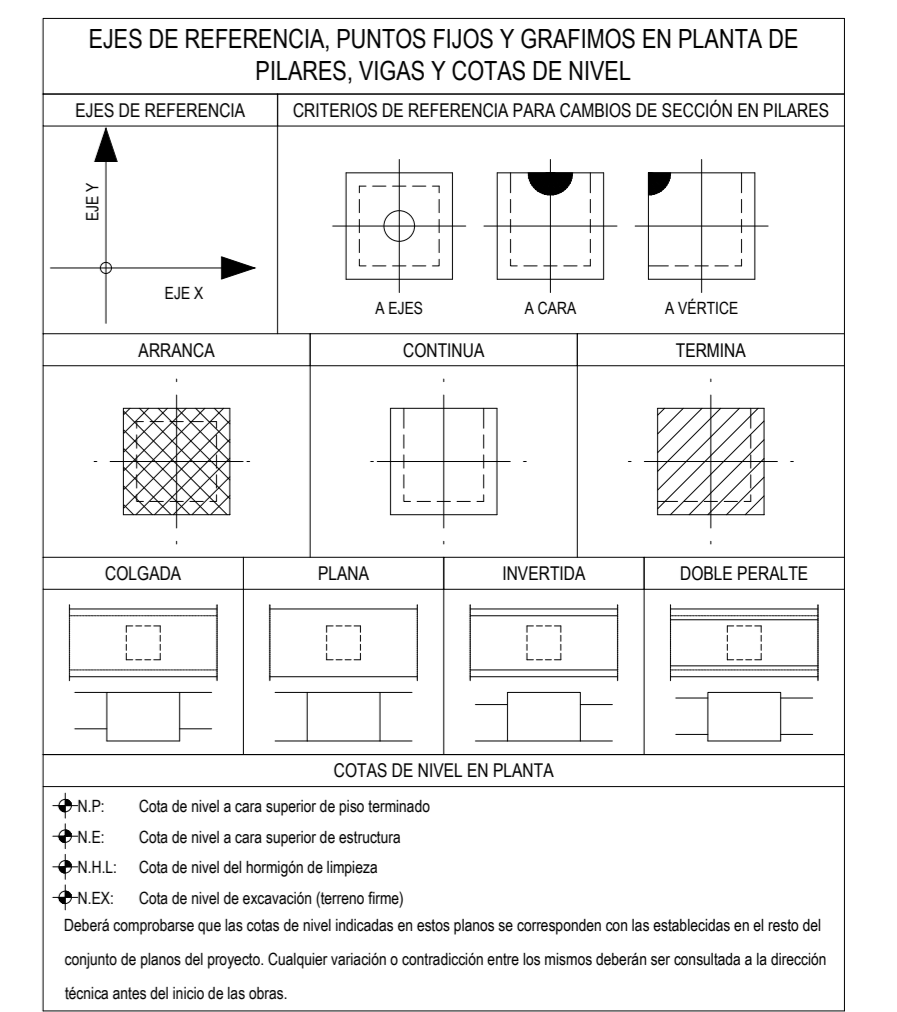 EJES DE REFERENCIA, PUNTOS FIJOS Y GRAFIMOS EN PLANTA DE
PILARES, VIGAS Y COTAS DE NIVEL
EJES DE REFERENCIA
CRITERIOS DE REFERENCIA PARA CAMBIOS DE SECCIÓN EN PILARES
EJE Y
EJE X
A EJES
A CARA
A VÉRTICE
ARRANCA
CONTINUA
TERMINA
COLGADA
PLANA
INVERTIDA
DOBLE PERALTE
COTAS DE NIVEL EN PLANTA
N.P: Cota de nivel a cara superior de piso terminado
N.E: Cota de nivel a cara superior de estructura
N.H.L: Cota de nivel del hormigón de limpieza
N.EX: Cota de nivel de excavación (terreno firme)
Deberá comprobarse que las cotas de nivel indicadas en estos planos se corresponden con las establecidas en el resto del
conjunto de planos del proyecto. Cualquier variación o contradicción entre los mismos deberán ser consultada a la dirección
técnica antes del inicio de las obras.